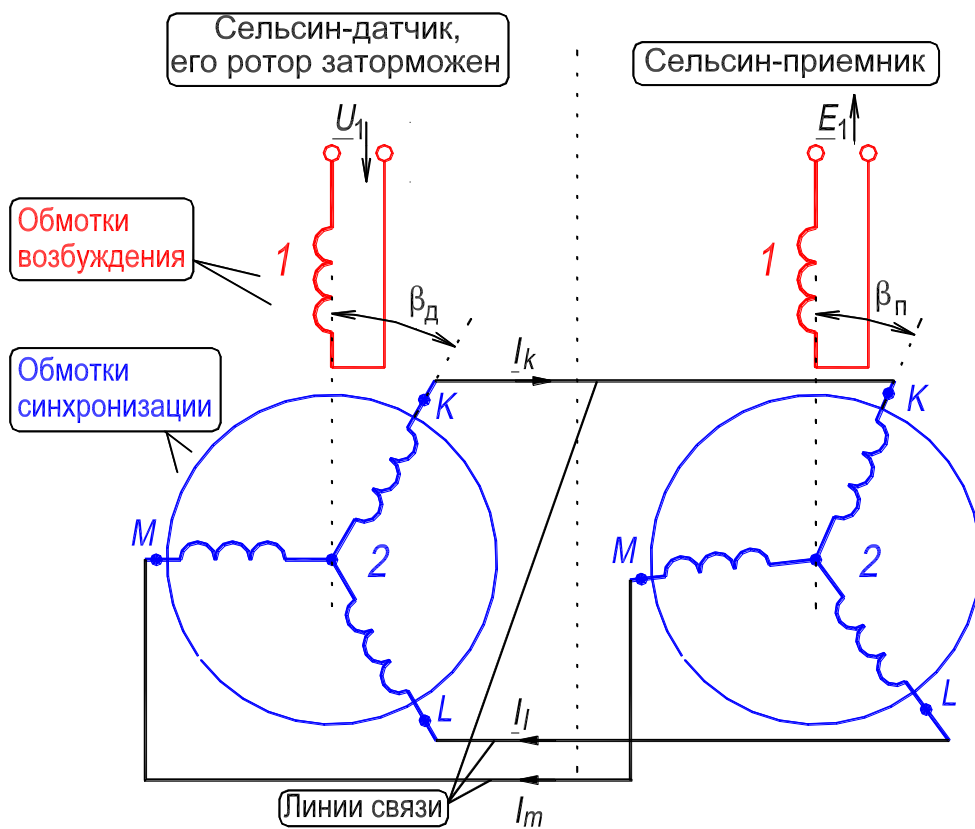 Сельсин-датчик,
его ротор заторможен
Сельсин-приемник
U1
E1
Обмотки
возбуждения
1
1
βд
βп
Обмотки
синхронизации
Ik
K
K
M
2
M
2
L
L
Il
Линии связи
Im